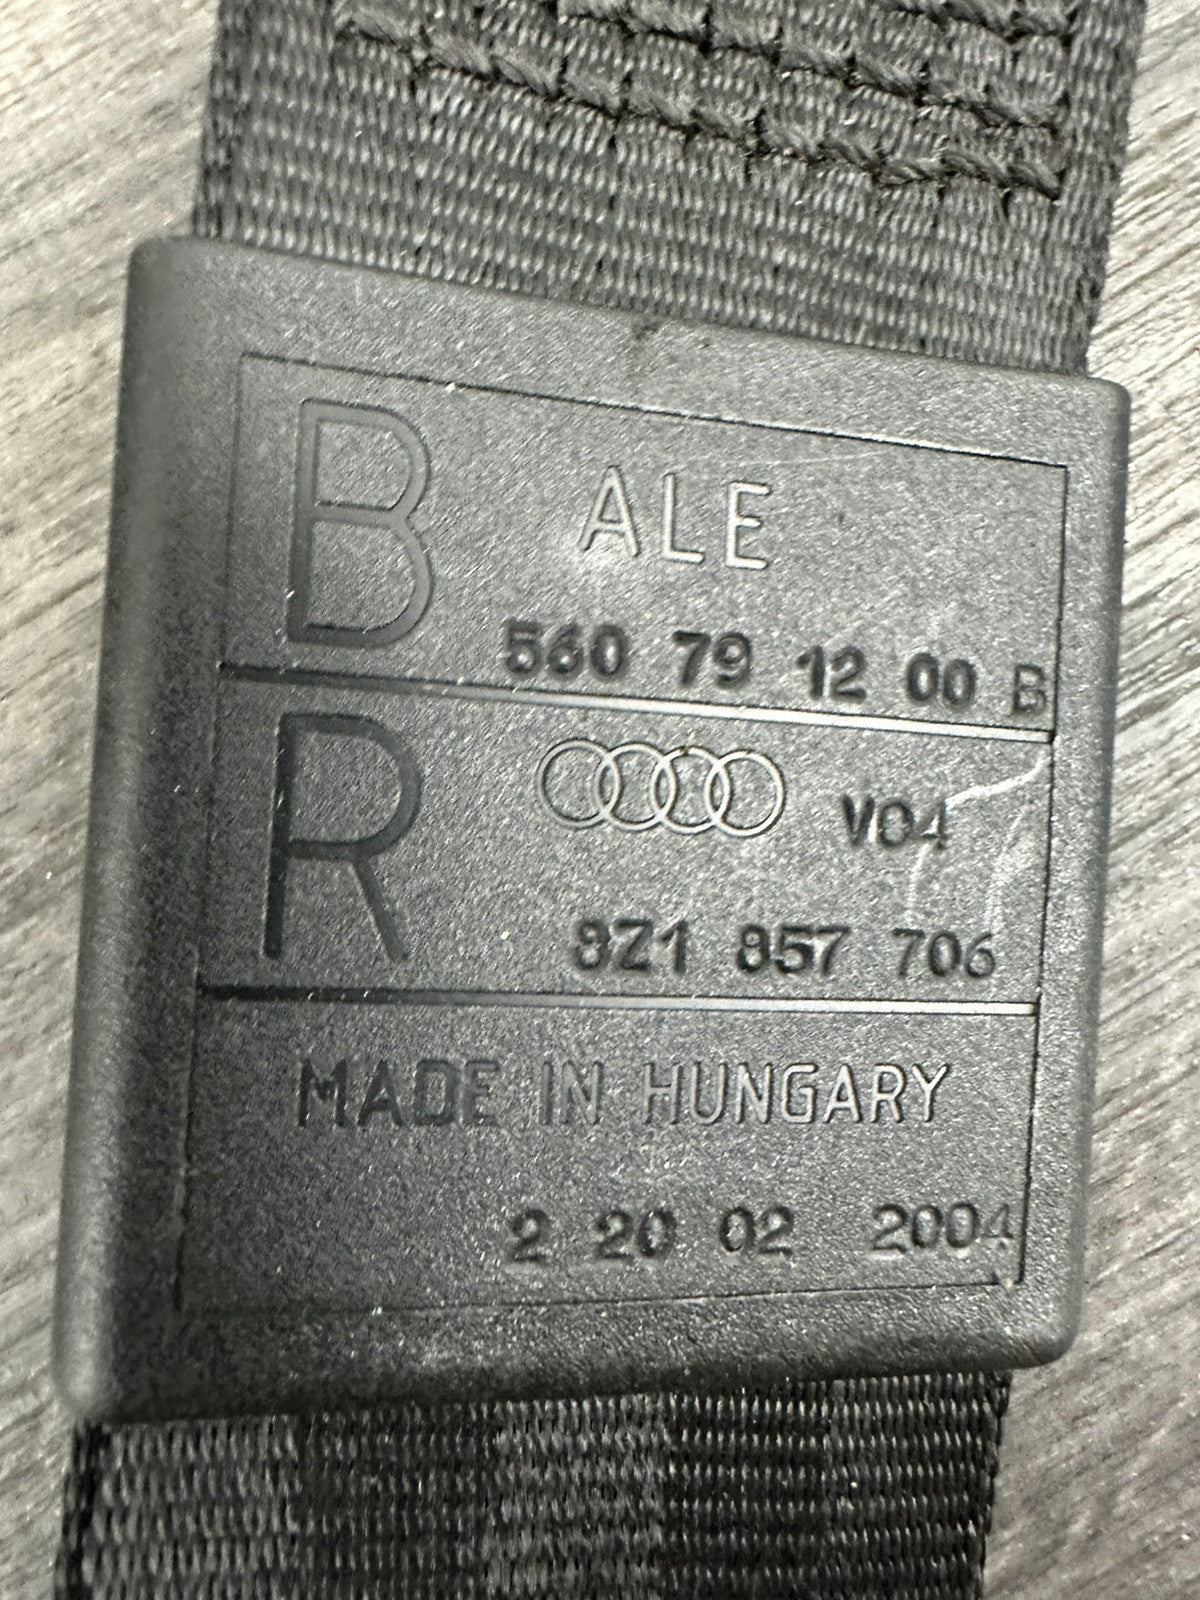 B ALE
560 79 12 00 B
R V04
8Z1 857 706
MADE IN HUNGARY
2 20 02 2004